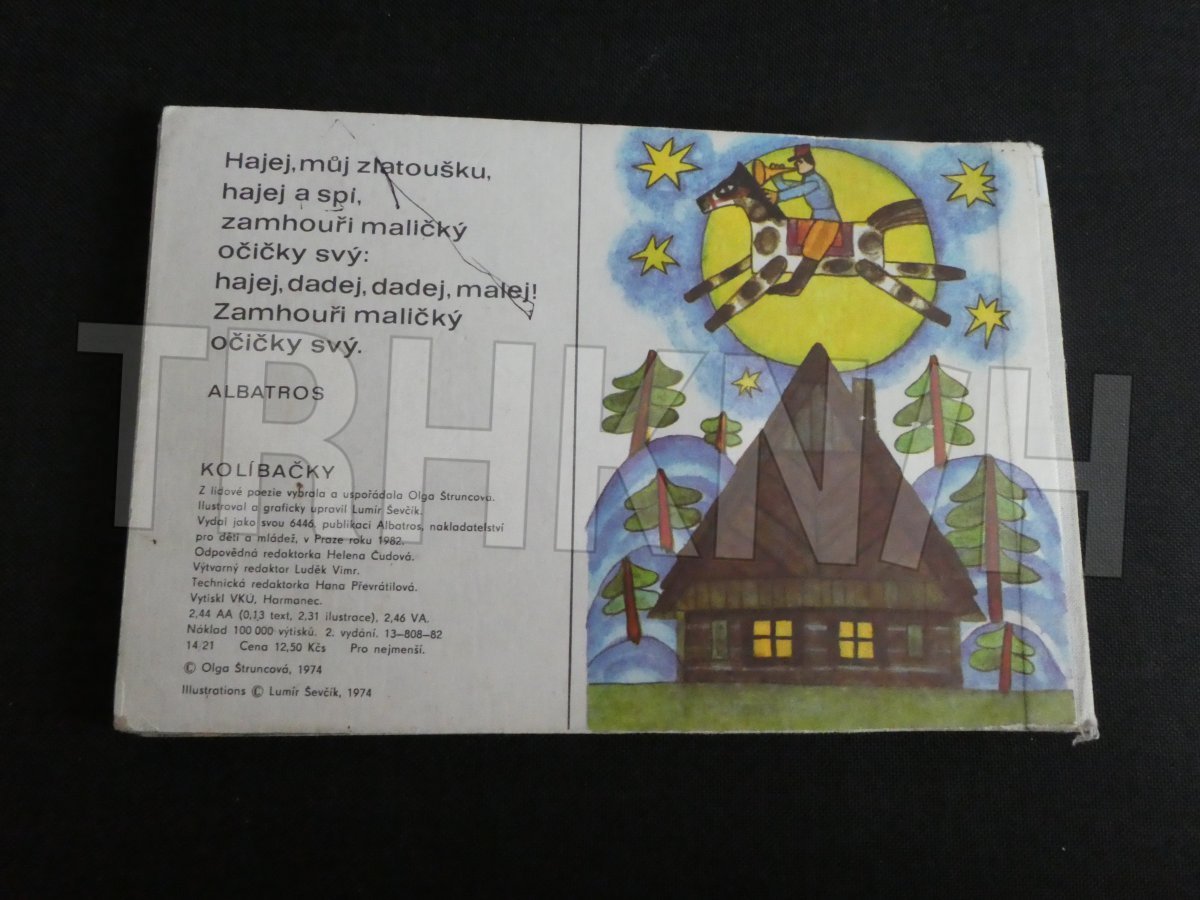 Hajej, můj zlatoušku,
hajej a spi,
zamhouři maličký
očičky svý:
hajej, dadej, dadej, malej!
Zamhouři maličký
očičky svý.
ALBATROS
KOLÍBAČKY
Z lidové poezie vybrala a uspořádala Olga Štruncová.
Ilustroval a graficky upravil Lumír Ševčík.
Vydal jako svou 6446. publikaci Albatros, nakladatelství
pro děti a mládež, v Praze roku 1982.
Odpovědná redaktorka Helena Čudová.
Výtvarný redaktor Luděk Vimr.
Technická redaktorka Hana Převrátilová.
Vytiskl VKÚ, Harmanec.
2,44 AA (0,13 text, 2,31 ilustrace), 2,46 VA.
Náklad 100 000 výtisků. 2. vydání. 13–808–82
14 21 Cena 12,50 Kčs Pro nejmenší.
© Olga Štruncová, 1974
Illustrations © Lumír Ševčík, 1974